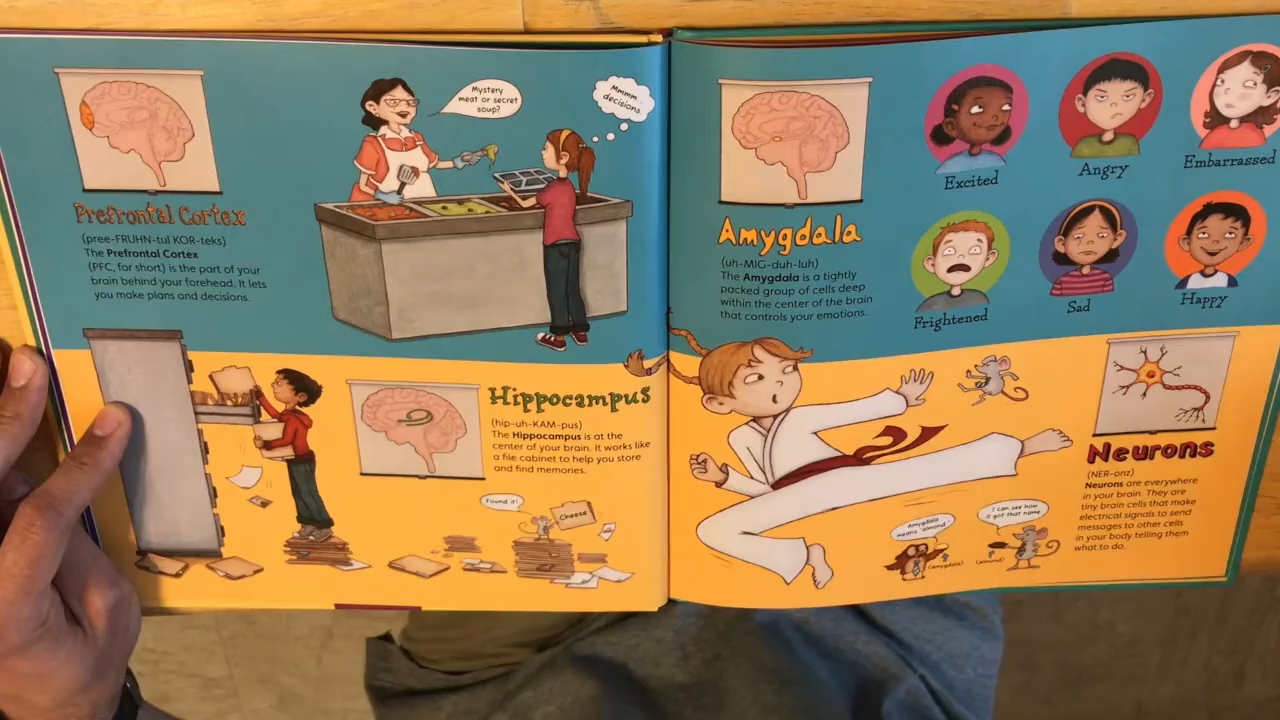 Mystery
meat or secret
soup?
Mmmm...
decisions.
Prefrontal Cortex
(pree-FRUHN-tul KOR-teks)
The Prefrontal Cortex
(PFC, for short) is the part of your
brain behind your forehead. It lets
you make plans and decisions.
Hippocampus
(hip-uh-KAM-pus)
The Hippocampus is at the
center of your brain. It works like
a file cabinet to help you store
and find memories.
Found it!
Cheese
Amygdala
(uh-MIG-duh-luh)
The Amygdala is a tightly
packed group of cells deep
within the center of the brain
that controls your emotions.
Excited
Angry
Embarrassed
Frightened
Sad
Happy
Neurons
(NER-onz)
Neurons are everywhere
in your brain. They are
tiny brain cells that make
electrical signals to send
messages to other cells
in your body telling them
what to do.
Amygdala
means "almond."
(amygdala)
I can see how
it got that name.
(almond)